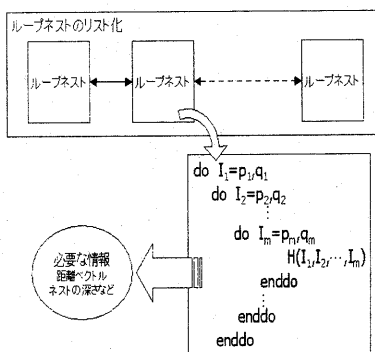 ループネストのリスト化
ループネスト
ループネスト
ループネスト
do I₁=p₁,q₁
do I₂=p₂,q₂
⋮
do Iₘ=pₘ,qₘ
H(I₁,I₂,…,Iₘ)
enddo
⋮
enddo
enddo
必要な情報
距離ベクトル
ネストの深さなど